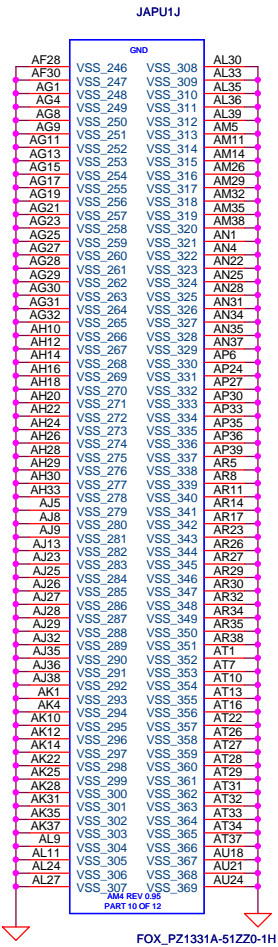 JAPU1J
GND
AF28 VSS_246 VSS_308 AL30
AF30 VSS_247 VSS_309 AL33
AG1 VSS_248 VSS_310 AL35
AG4 VSS_249 VSS_311 AL36
AG8 VSS_250 VSS_312 AL39
AG9 VSS_251 VSS_313 AM5
AG11 VSS_252 VSS_314 AM11
AG13 VSS_253 VSS_315 AM14
AG15 VSS_254 VSS_316 AM26
AG17 VSS_255 VSS_317 AM29
AG19 VSS_256 VSS_318 AM32
AG21 VSS_257 VSS_319 AM35
AG23 VSS_258 VSS_320 AM38
AG25 VSS_259 VSS_321 AN1
AG27 VSS_260 VSS_322 AN4
AG28 VSS_261 VSS_323 AN22
AG29 VSS_262 VSS_324 AN25
AG30 VSS_263 VSS_325 AN28
AG31 VSS_264 VSS_326 AN31
AG32 VSS_265 VSS_327 AN34
AH10 VSS_266 VSS_328 AN35
AH12 VSS_267 VSS_329 AN37
AH14 VSS_268 VSS_330 AP6
AH16 VSS_269 VSS_331 AP24
AH18 VSS_270 VSS_332 AP27
AH20 VSS_271 VSS_333 AP30
AH22 VSS_272 VSS_334 AP33
AH24 VSS_273 VSS_335 AP35
AH26 VSS_274 VSS_336 AP36
AH28 VSS_275 VSS_337 AP39
AH29 VSS_276 VSS_338 AR5
AH30 VSS_277 VSS_339 AR8
AH33 VSS_278 VSS_340 AR11
AJ5 VSS_279 VSS_341 AR14
AJ8 VSS_280 VSS_342 AR17
AJ9 VSS_281 VSS_343 AR23
AJ13 VSS_282 VSS_344 AR26
AJ23 VSS_283 VSS_345 AR27
AJ25 VSS_284 VSS_346 AR29
AJ26 VSS_285 VSS_347 AR30
AJ27 VSS_286 VSS_348 AR32
AJ28 VSS_287 VSS_349 AR34
AJ29 VSS_288 VSS_350 AR35
AJ32 VSS_289 VSS_351 AR38
AJ35 VSS_290 VSS_352 AT1
AJ36 VSS_291 VSS_353 AT7
AJ38 VSS_292 VSS_354 AT10
AK1 VSS_293 VSS_355 AT13
AK4 VSS_294 VSS_356 AT16
AK10 VSS_295 VSS_357 AT22
AK12 VSS_296 VSS_358 AT26
AK14 VSS_297 VSS_359 AT27
AK22 VSS_298 VSS_360 AT28
AK25 VSS_299 VSS_361 AT29
AK28 VSS_300 VSS_362 AT31
AK31 VSS_301 VSS_363 AT32
AK35 VSS_302 VSS_364 AT33
AK37 VSS_303 VSS_365 AT34
AL9 VSS_304 VSS_366 AT37
AL11 VSS_305 VSS_367 AU18
AL24 VSS_306 VSS_368 AU21
AL27 VSS_307 VSS_369 AU24
AM4 REV 0.95
PART 10 OF 12
FOX_PZ1331A-51ZZ0-1H